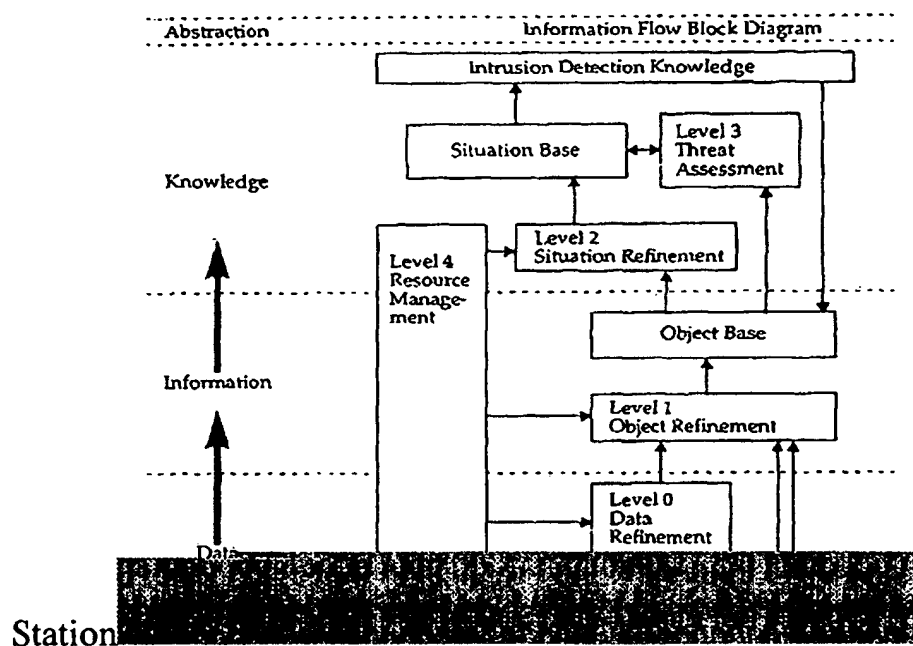 Abstraction
Information Flow Block Diagram
Intrusion Detection Knowledge
Situation Base
Level 3
Threat
Assessment
Knowledge
Level 2
Situation Refinement
Level 4
Resource
Manage-
ment
Object Base
Information
Level 1
Object Refinement
Level 0
Data
Refinement
Data
Station